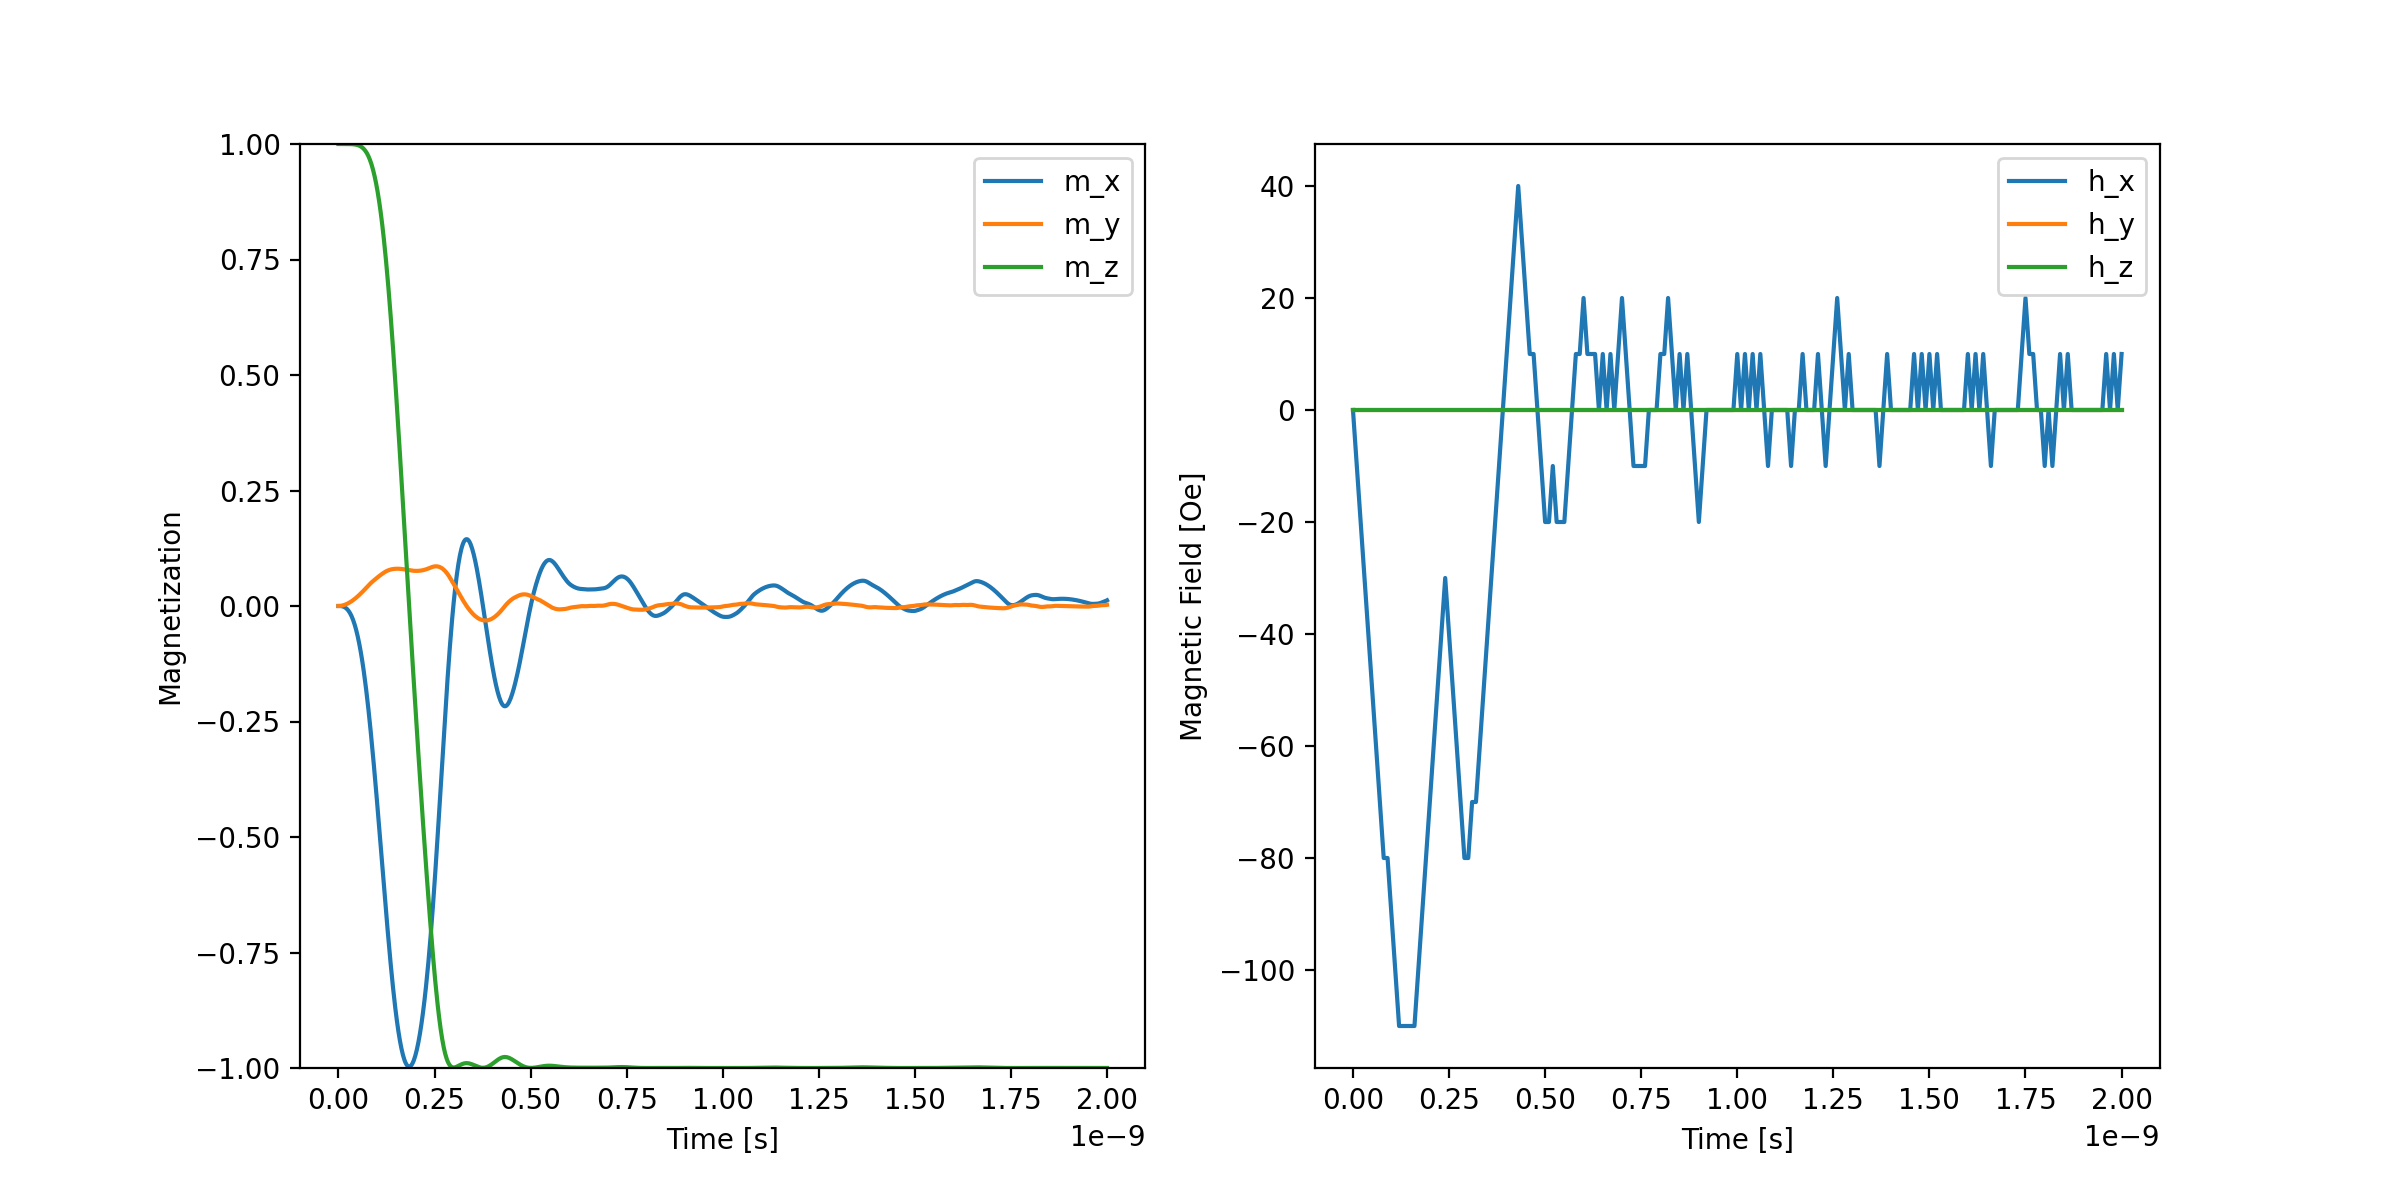 1.00
0.75
0.50
0.25
0.00
−0.25
−0.50
−0.75
−1.00
Magnetization
0.00 0.25 0.50 0.75 1.00 1.25 1.50 1.75 2.00
Time [s]
1e−9
m_x
m_y
m_z
40
20
0
−20
−40
−60
−80
−100
Magnetic Field [Oe]
0.00 0.25 0.50 0.75 1.00 1.25 1.50 1.75 2.00
Time [s]
1e−9
h_x
h_y
h_z